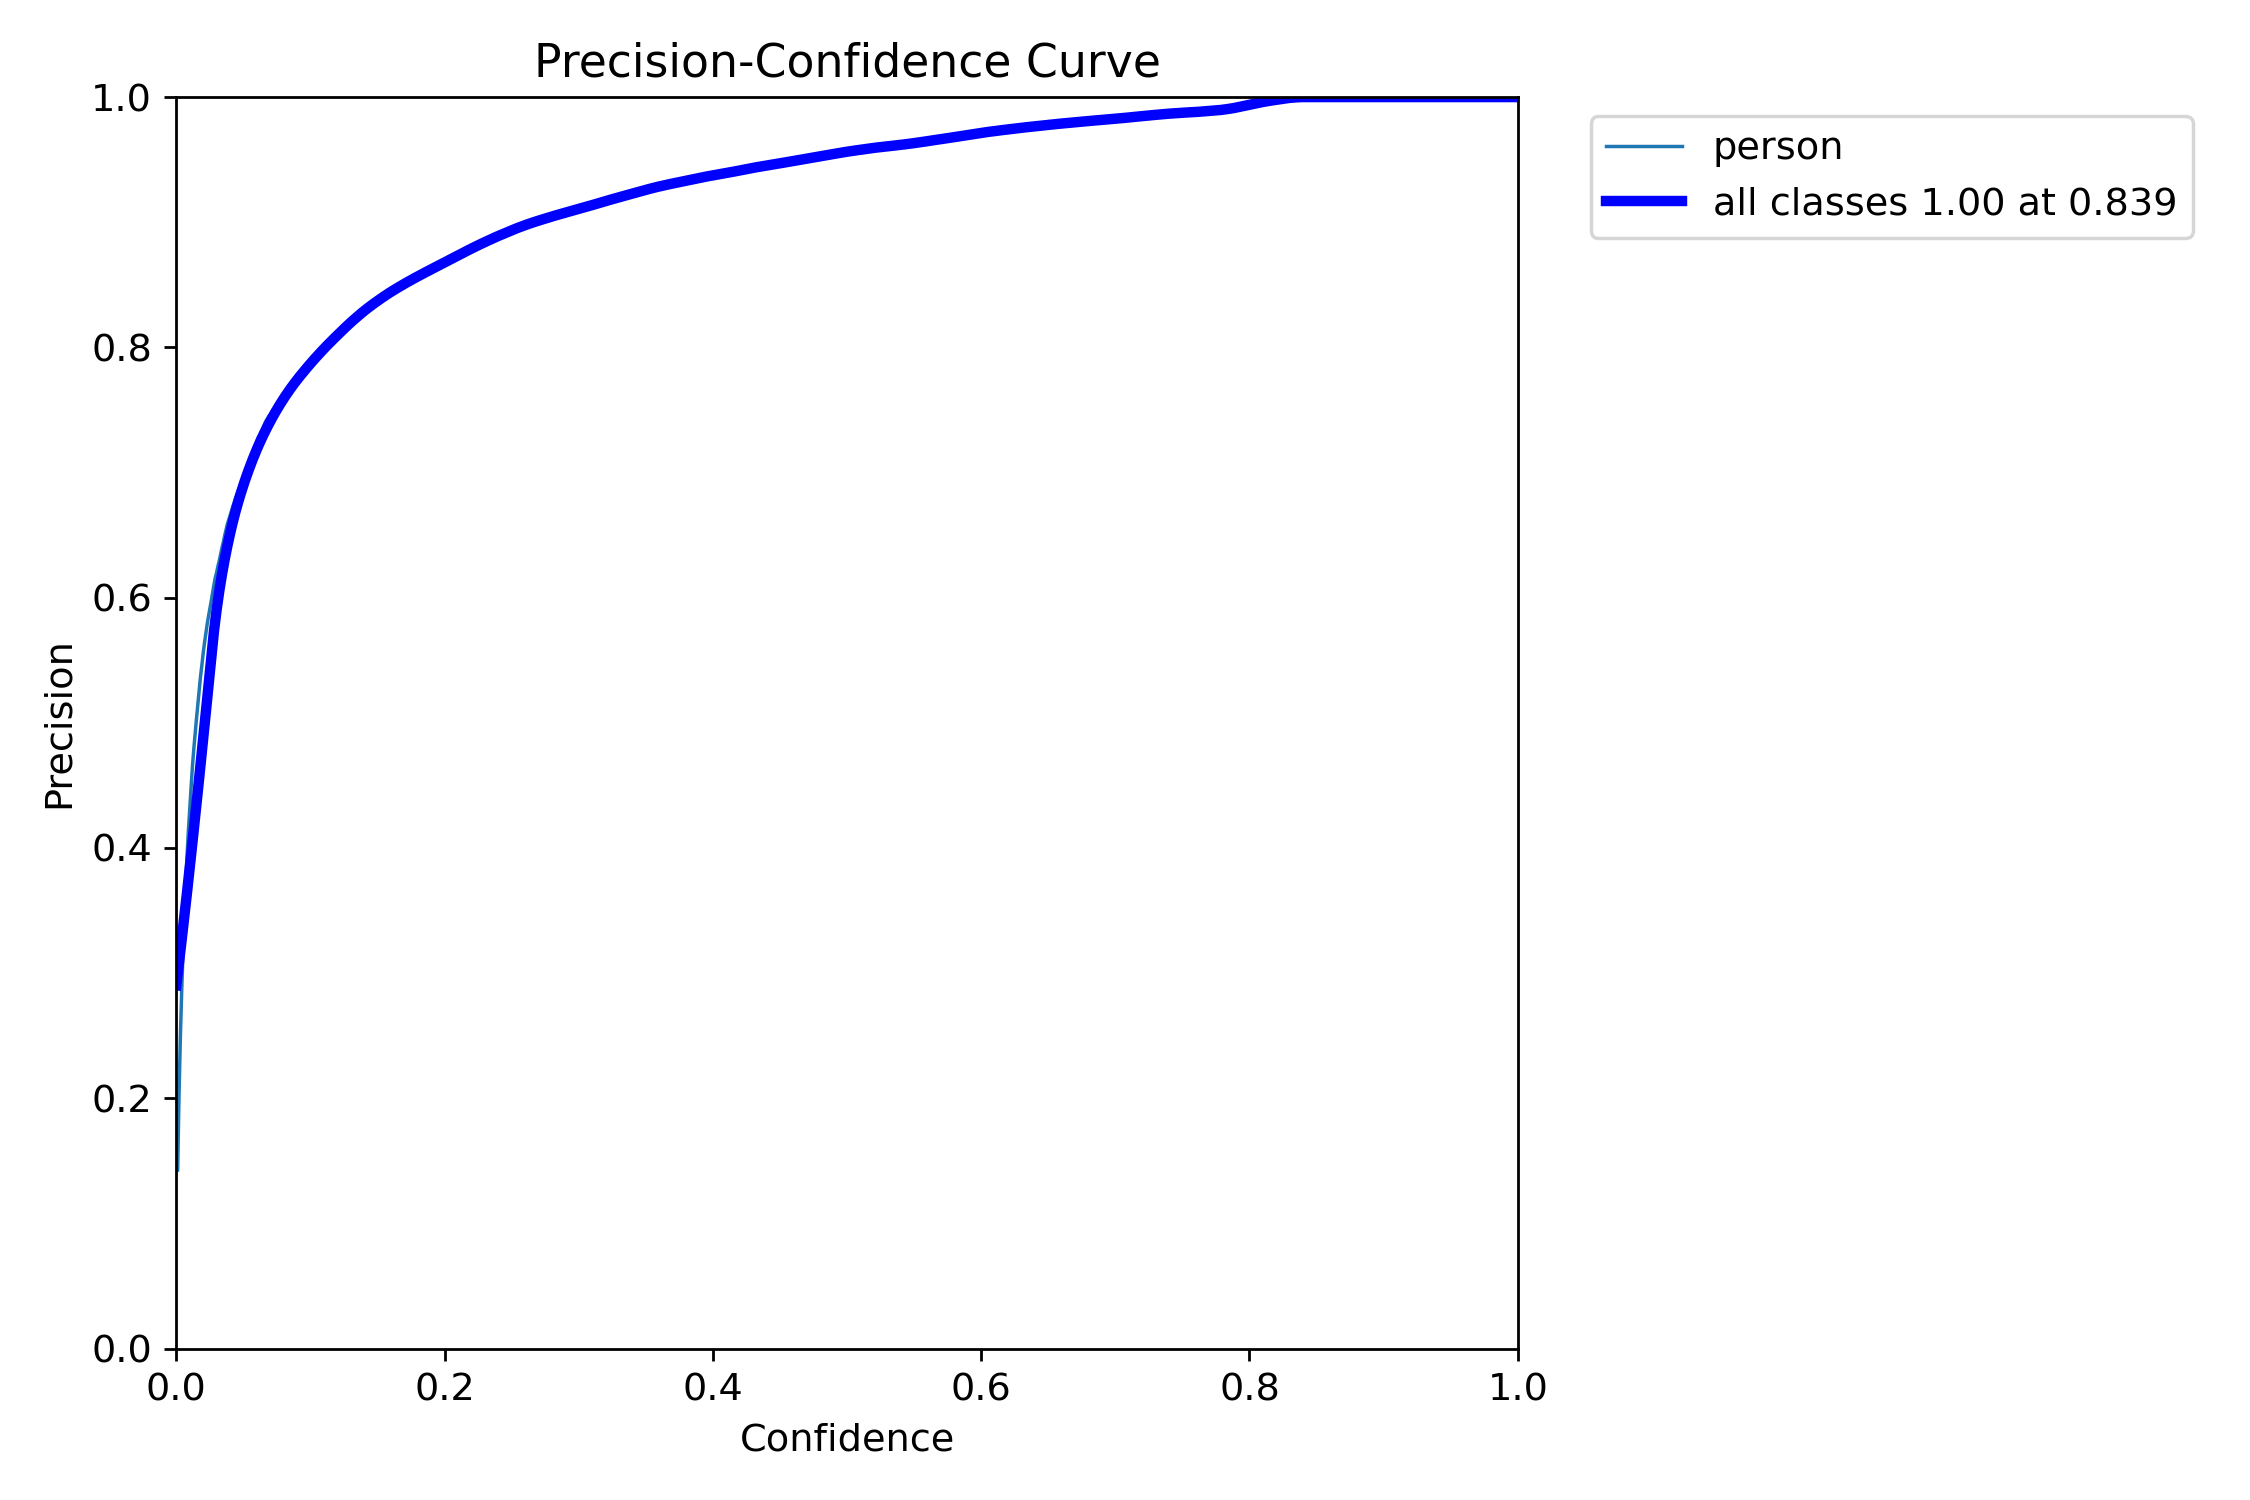 Precision-Confidence Curve
1.0
0.8
0.6
0.4
0.2
0.0
Precision
0.0 0.2 0.4 0.6 0.8 1.0
Confidence
person
all classes 1.00 at 0.839